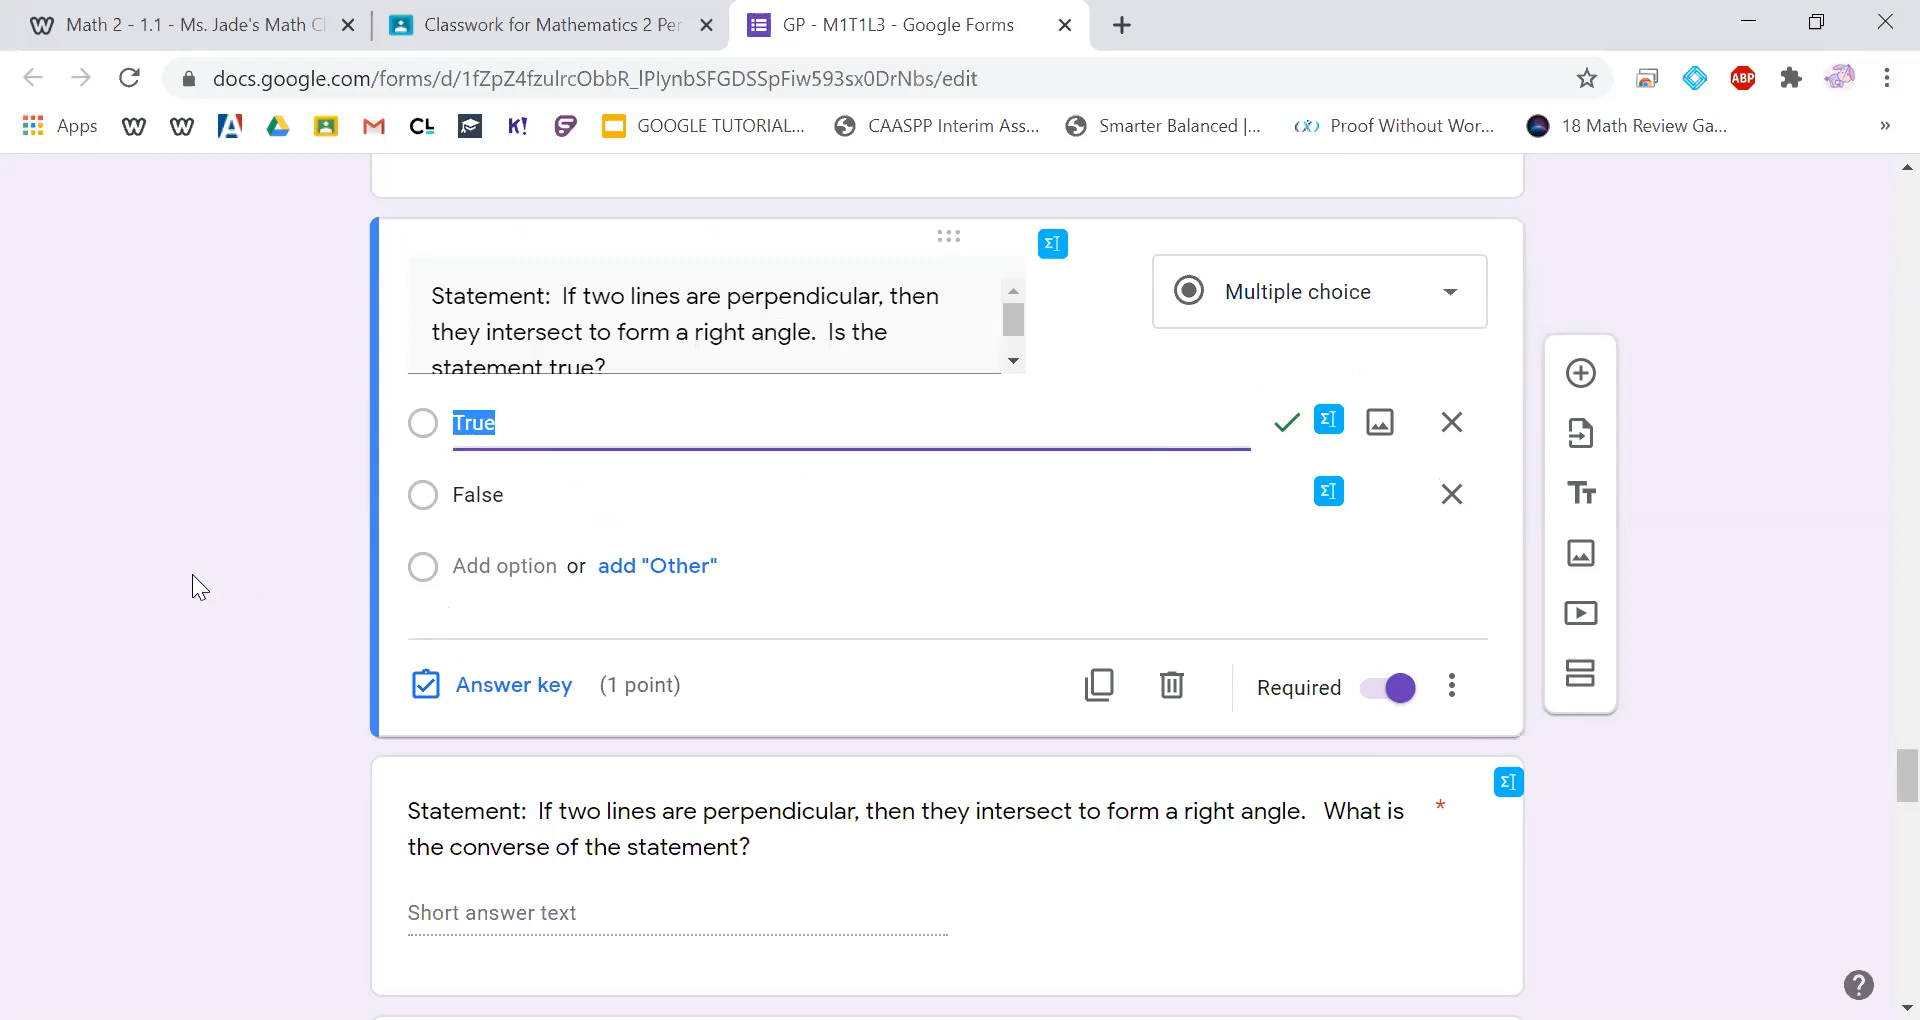 Math 2 - 1.1 - Ms. Jade's Math Cl
Classwork for Mathematics 2 Per
GP - M1T1L3 - Google Forms
docs.google.com/forms/d/1fZpZ4fzulrcObbR_lPlynbSFGDSSpFiw593sx0DrNbs/edit
ABP
Apps
CL
K!
GOOGLE TUTORIAL...
CAASPP Interim Ass...
Smarter Balanced |...
Proof Without Wor...
18 Math Review Ga...
Statement: If two lines are perpendicular, then
they intersect to form a right angle. Is the
statement true?
Multiple choice
True
False
Add option or add "Other"
Answer key (1 point)
Required
Statement: If two lines are perpendicular, then they intersect to form a right angle. What is *
the converse of the statement?
Short answer text